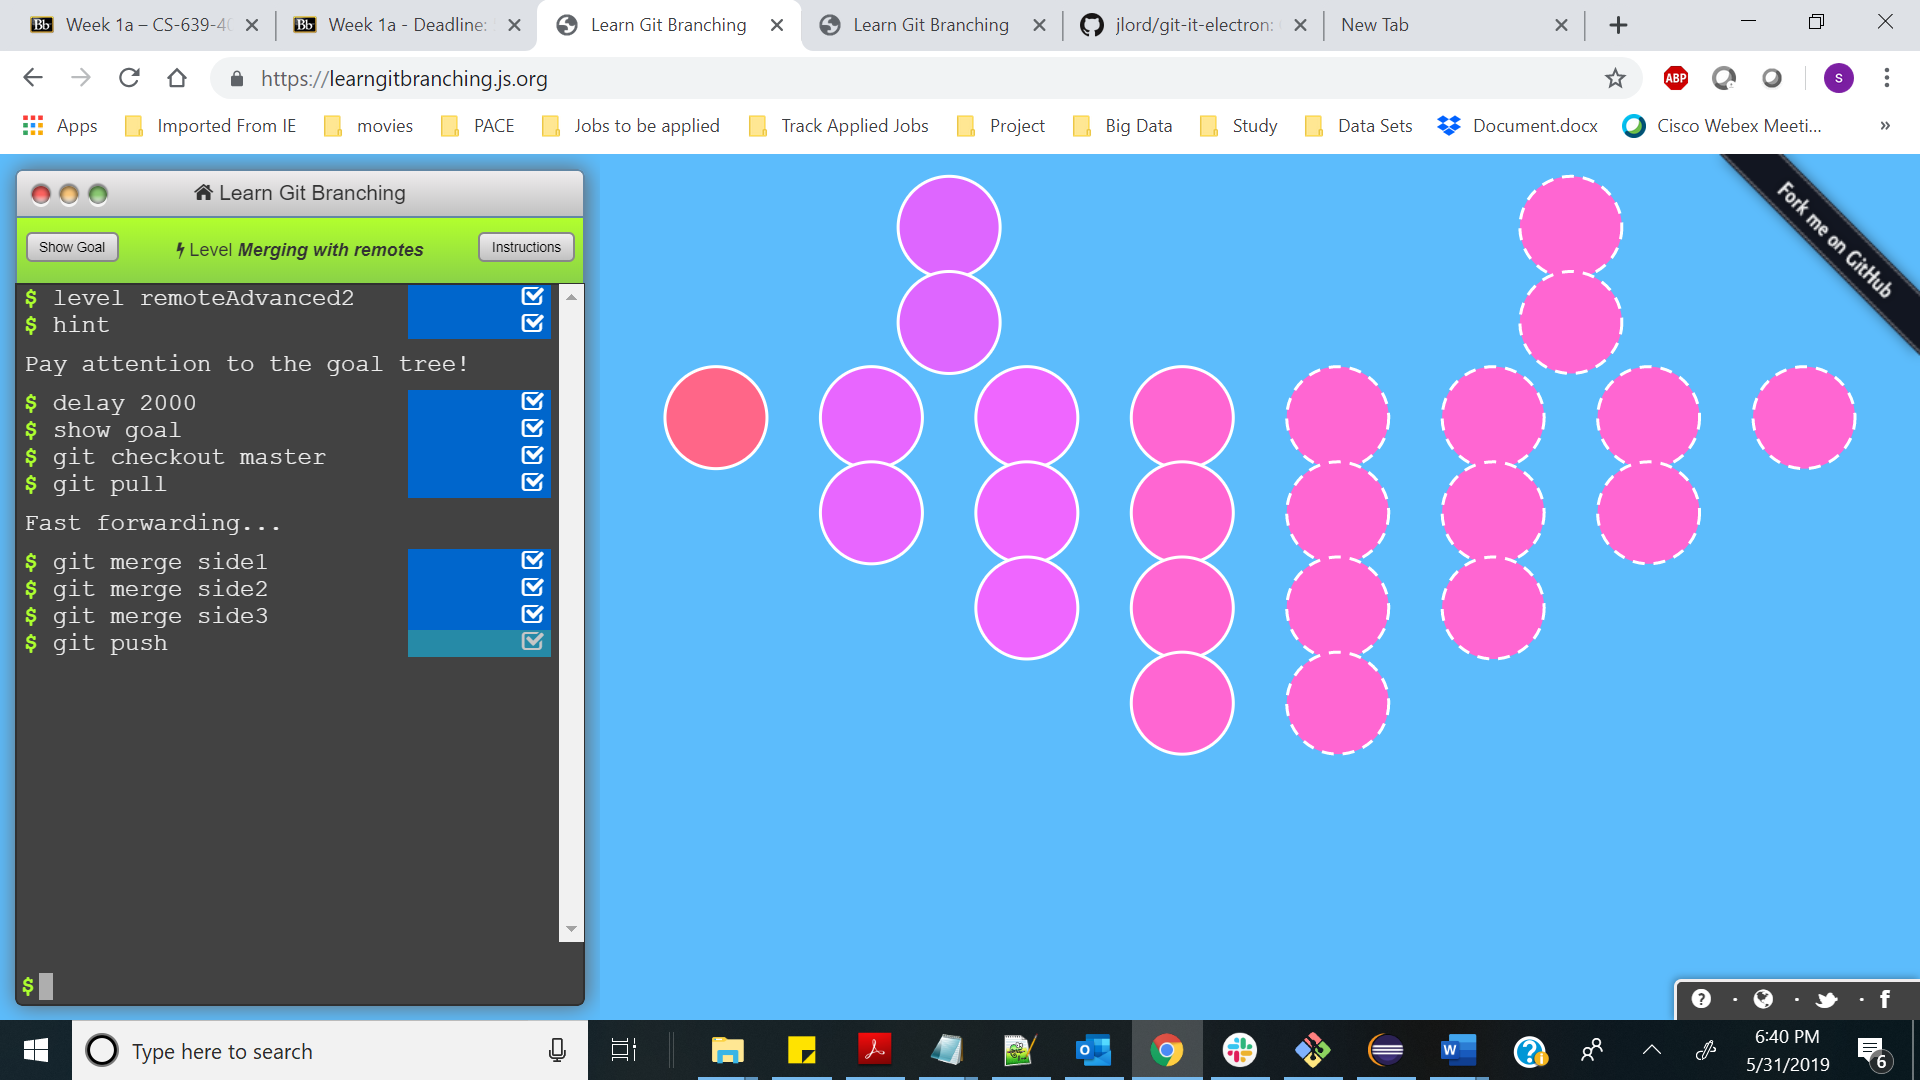 Week 1a – CS-639-40
Week 1a - Deadline:
Learn Git Branching
Learn Git Branching
jlord/git-it-electron:
New Tab
https://learngitbranching.js.org
ABP
S
Apps
Imported From IE
movies
PACE
Jobs to be applied
Track Applied Jobs
Project
Big Data
Study
Data Sets
Document.docx
Cisco Webex Meeti...
»
Learn Git Branching
Show Goal
Level Merging with remotes
Instructions
$ level remoteAdvanced2
$ hint
Pay attention to the goal tree!
$ delay 2000
$ show goal
$ git checkout master
$ git pull
Fast forwarding...
$ git merge side1
$ git merge side2
$ git merge side3
$ git push
$
Fork me on GitHub
Type here to search
6:40 PM
5/31/2019
6